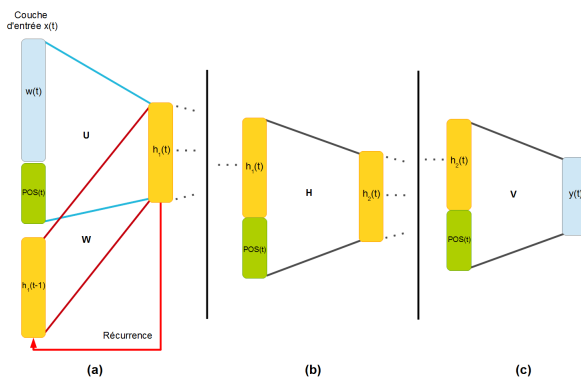 Couche
d'entrée x(t)
w(t)
POS(t)
U
h1(t)
W
h1(t-1)
Récurrence
(a)
h1(t)
POS(t)
H
h2(t)
(b)
h2(t)
POS(t)
V
y(t)
(c)